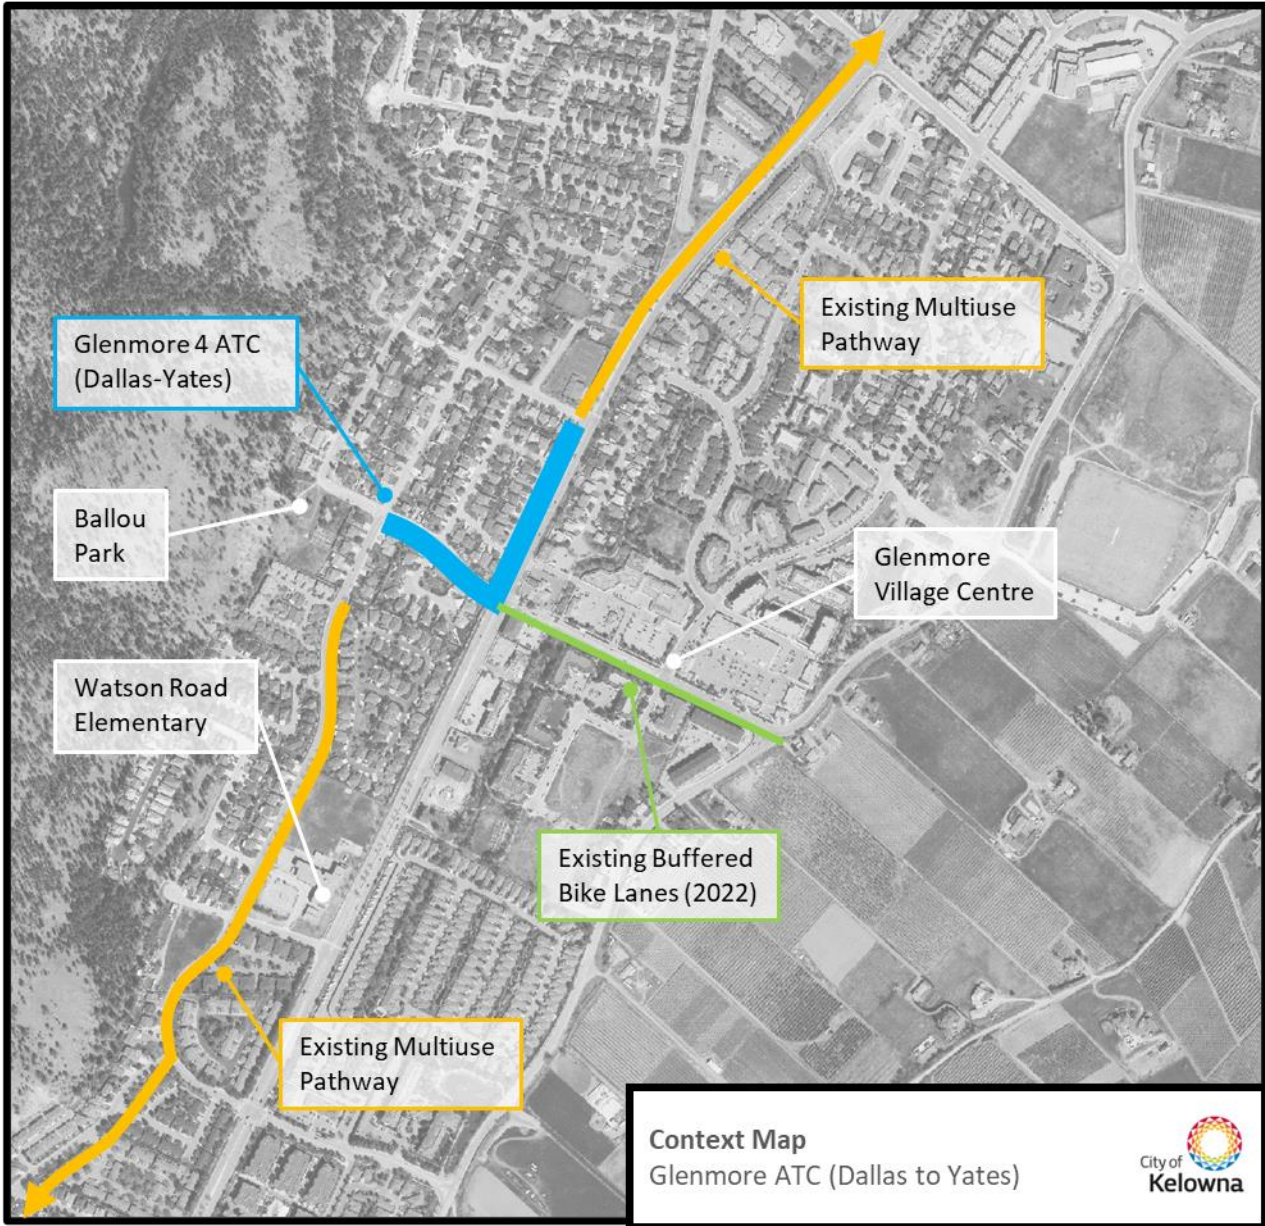 Existing Multiuse
Pathway
Glenmore 4 ATC
(Dallas-Yates)
Ballou
Park
Glenmore
Village Centre
Watson Road
Elementary
Existing Buffered
Bike Lanes (2022)
Existing Multiuse
Pathway
Context Map
Glenmore ATC (Dallas to Yates)
City of
Kelowna